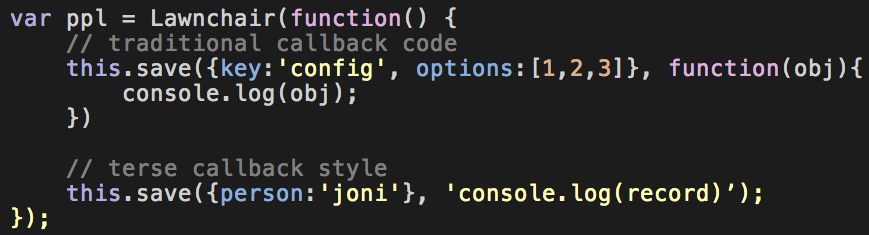 var ppl = Lawnchair(function() {
    // traditional callback code
    this.save({key:'config', options:[1,2,3]}, function(obj){
        console.log(obj);
    })

    // terse callback style
    this.save({person:'joni'}, 'console.log(record)’);
});